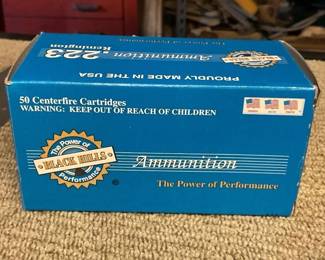 The Power of Performance
Ammunition
.223
Remington
PROUDLY MADE IN THE USA
50 Centerfire Cartridges
WARNING: KEEP OUT OF REACH OF CHILDREN
The Power of
BLACK HILLS
Performance
®
Ammunition
The Power of Performance